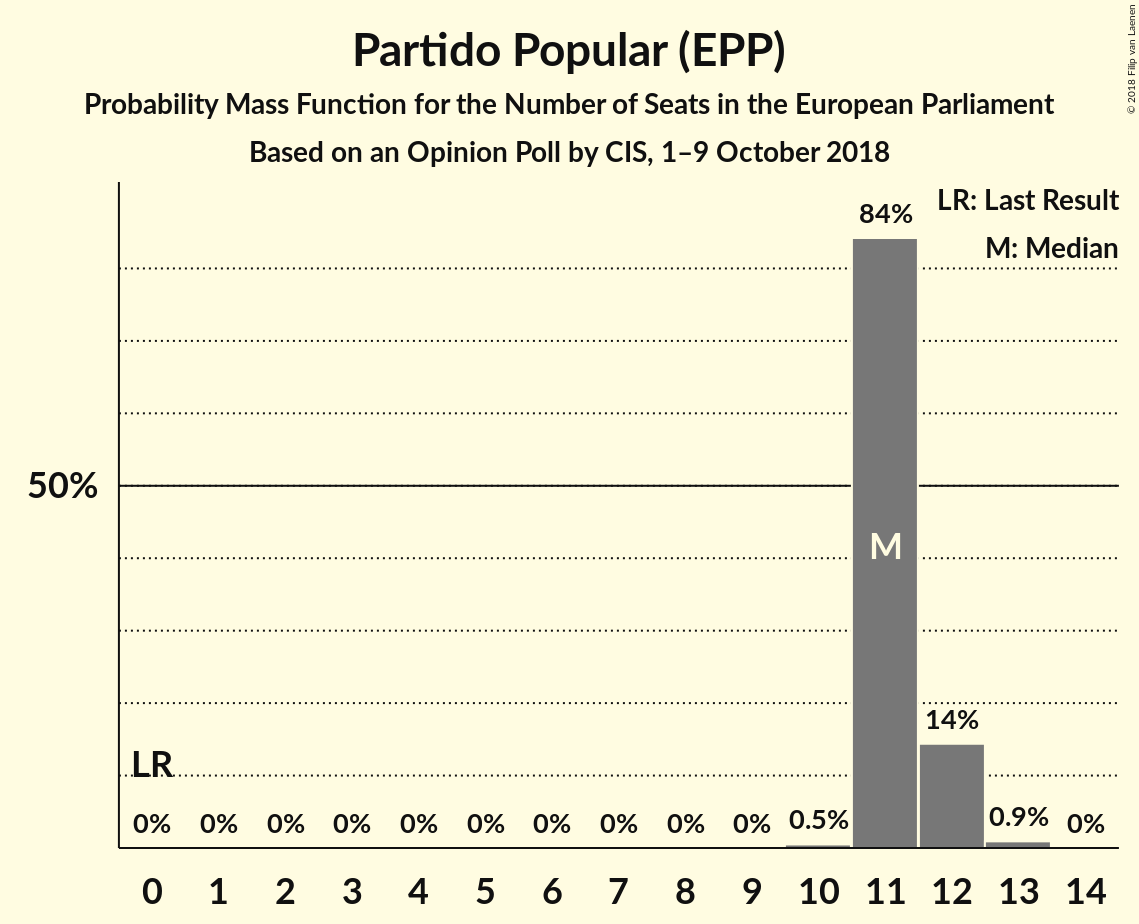 Partido Popular (EPP)
Probability Mass Function for the Number of Seats in the European Parliament
Based on an Opinion Poll by CIS, 1–9 October 2018
© 2018 Filip van Laenen
LR: Last Result
M: Median
84%
50%
M
14%
LR
0% 0% 0% 0% 0% 0% 0% 0% 0% 0% 0.5% 0.9% 0%
0 1 2 3 4 5 6 7 8 9 10 11 12 13 14